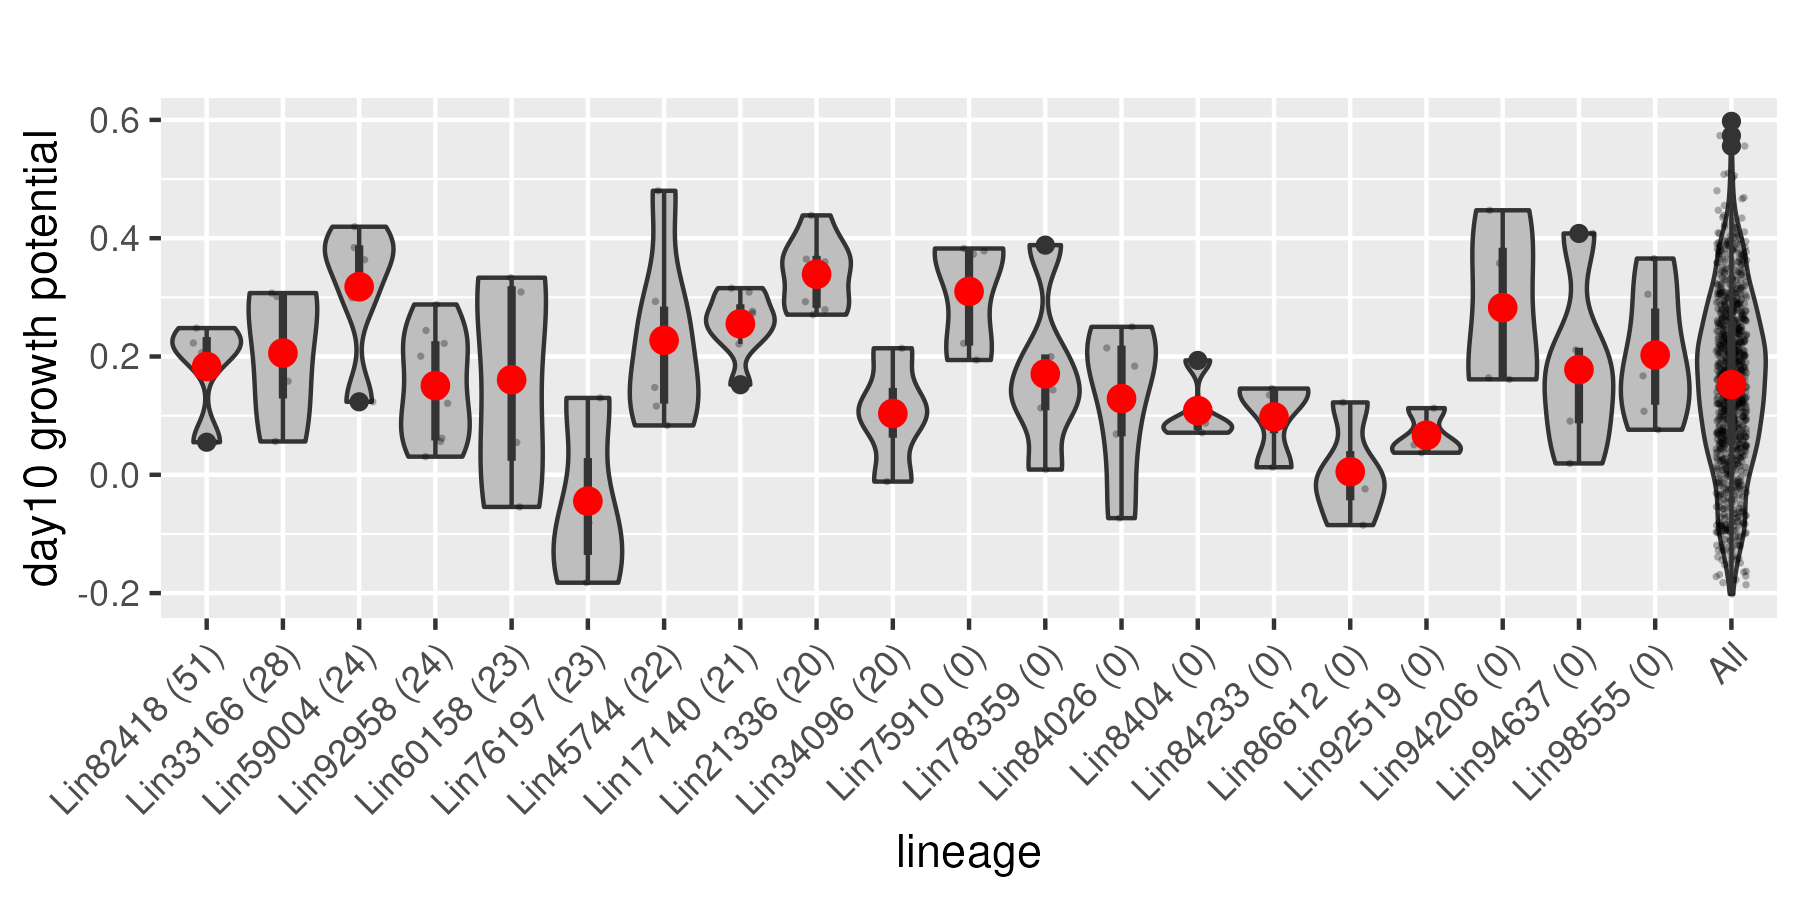 day10 growth potential
0.6
0.4
0.2
0.0
-0.2
Lin82418 (51)
Lin33166 (28)
Lin59004 (24)
Lin92958 (24)
Lin60158 (23)
Lin76197 (23)
Lin45744 (22)
Lin17140 (21)
Lin21336 (20)
Lin34096 (20)
Lin75910 (0)
Lin78359 (0)
Lin84026 (0)
Lin8404 (0)
Lin84233 (0)
Lin86612 (0)
Lin92519 (0)
Lin94206 (0)
Lin94637 (0)
Lin98555 (0)
All
lineage